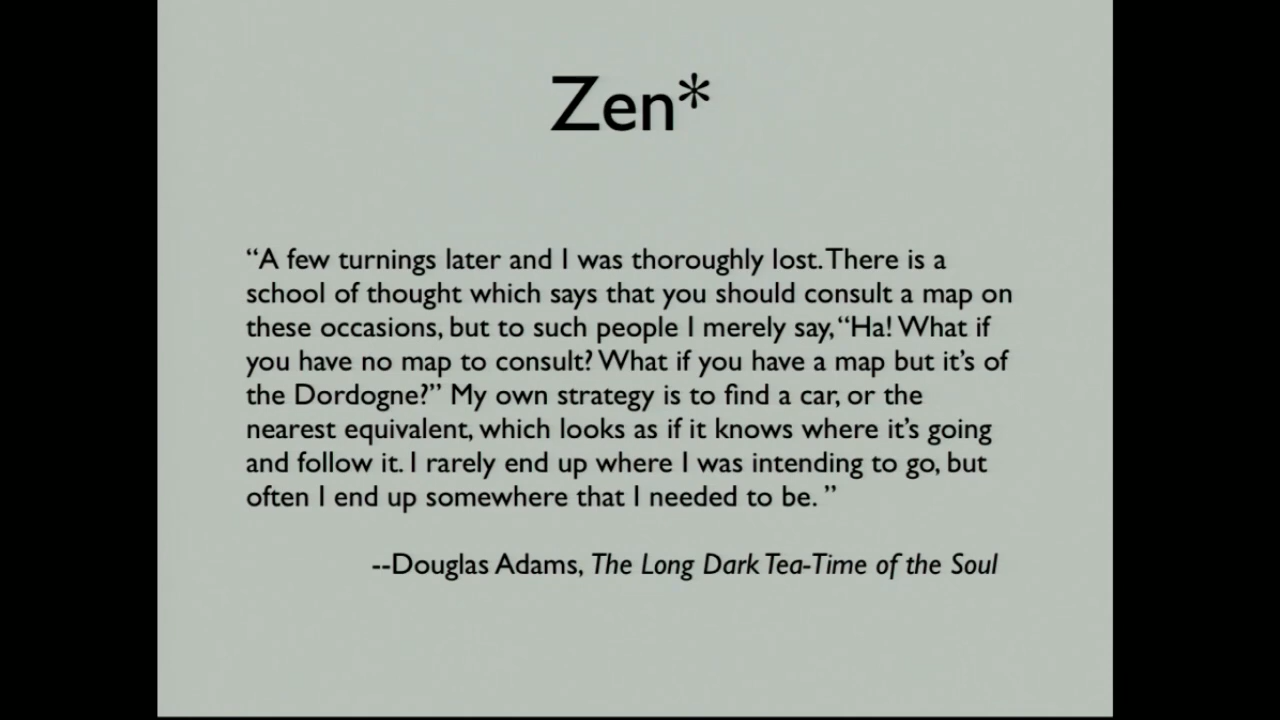 Zen*
“A few turnings later and I was thoroughly lost. There is a
school of thought which says that you should consult a map on
these occasions, but to such people I merely say, “Ha! What if
you have no map to consult? What if you have a map but it’s of
the Dordogne?” My own strategy is to find a car, or the
nearest equivalent, which looks as if it knows where it’s going
and follow it. I rarely end up where I was intending to go, but
often I end up somewhere that I needed to be. ”
--Douglas Adams, The Long Dark Tea-Time of the Soul